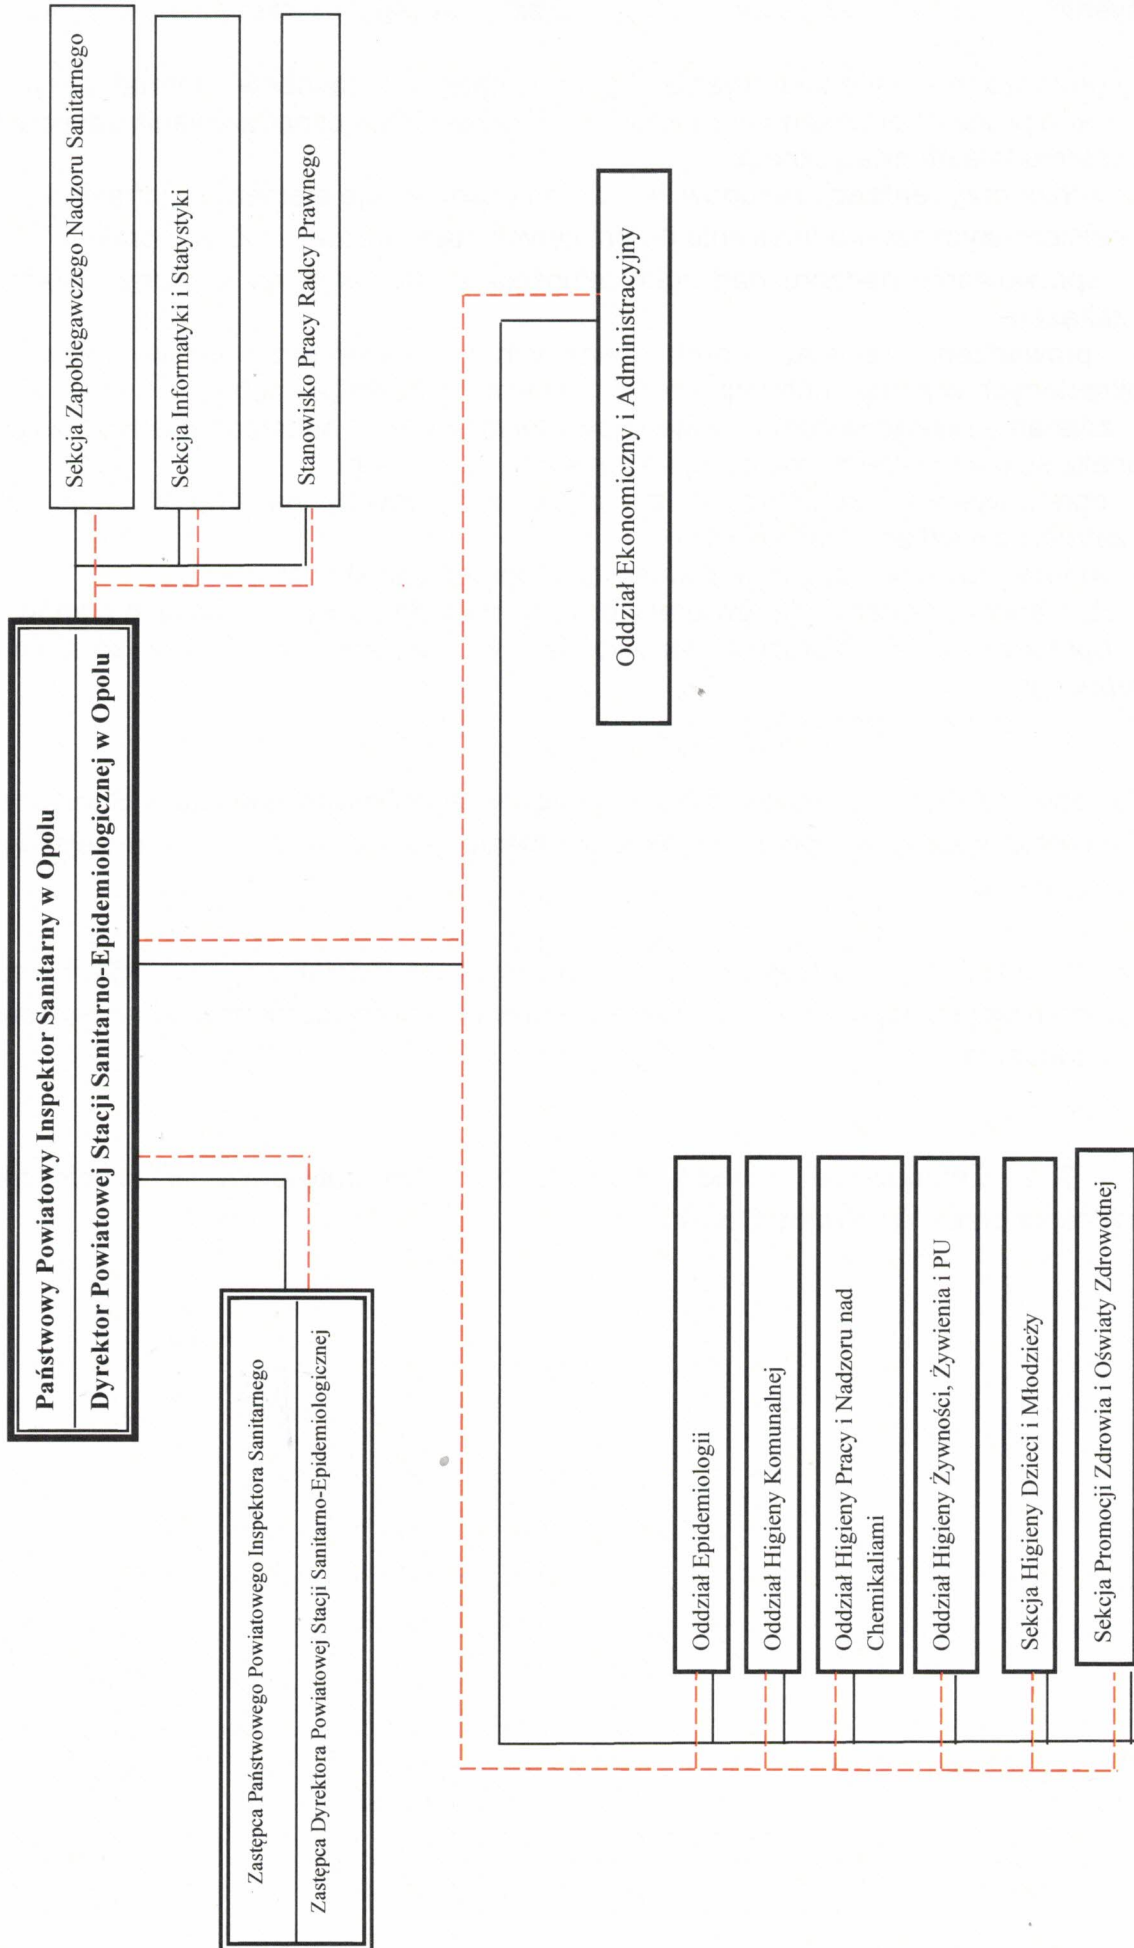 Państwowy Powiatowy Inspektor Sanitarny w Opolu
Dyrektor Powiatowej Stacji Sanitarno-Epidemiologicznej w Opolu
Sekcja Zapobiegawczego Nadzoru Sanitarnego
Sekcja Informatyki i Statystyki
Stanowisko Pracy Radcy Prawnego
Zastępca Państwowego Powiatowego Inspektora Sanitarnego
Zastępca Dyrektora Powiatowej Stacji Sanitarno-Epidemiologicznej
Oddział Ekonomiczny i Administracyjny
Oddział Epidemiologii
Oddział Higieny Komunalnej
Oddział Higieny Pracy i Nadzoru nad
Chemikaliami
Oddział Higieny Żywności, Żywienia i PU
Sekcja Higieny Dzieci i Młodzieży
Sekcja Promocji Zdrowia i Oświaty Zdrowotnej